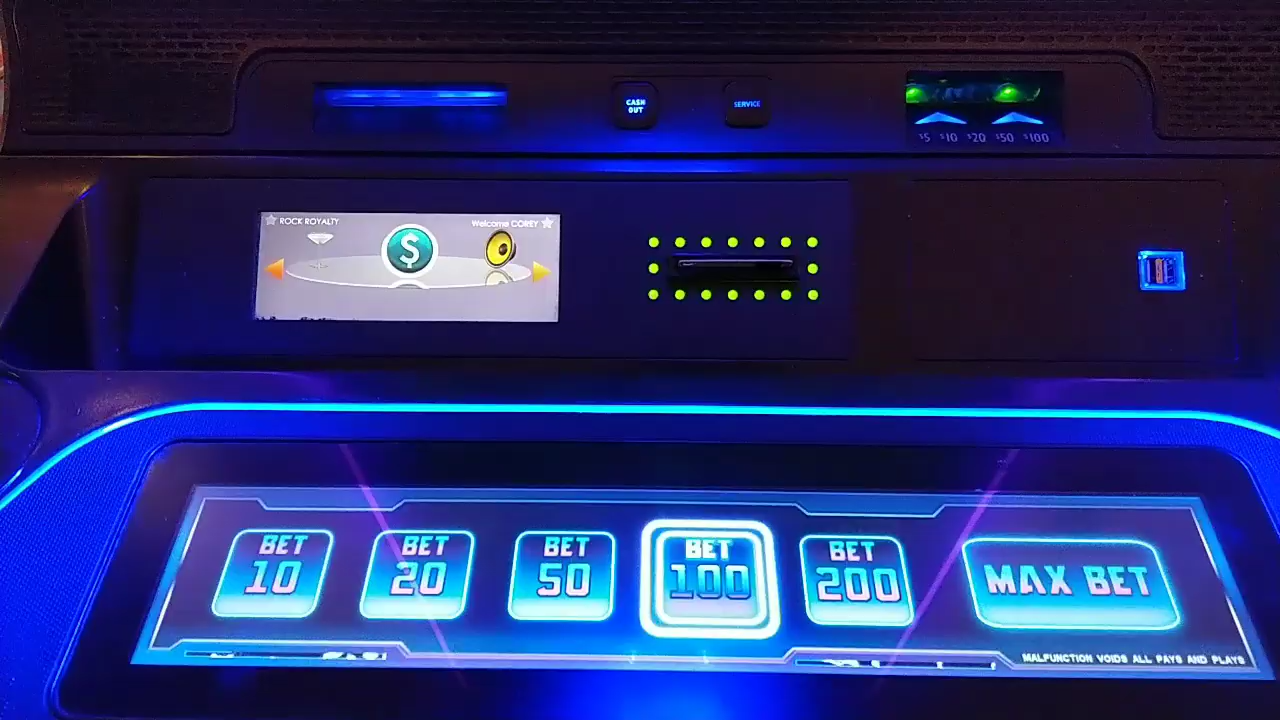 CASH
OUT
SERVICE
$5 $10 $20 $50 $100
ROCK ROYALTY
Welcome COREY
$
BET
10
BET
20
BET
50
BET
100
BET
200
MAX BET
MALFUNCTION VOIDS ALL PAYS AND PLAYS